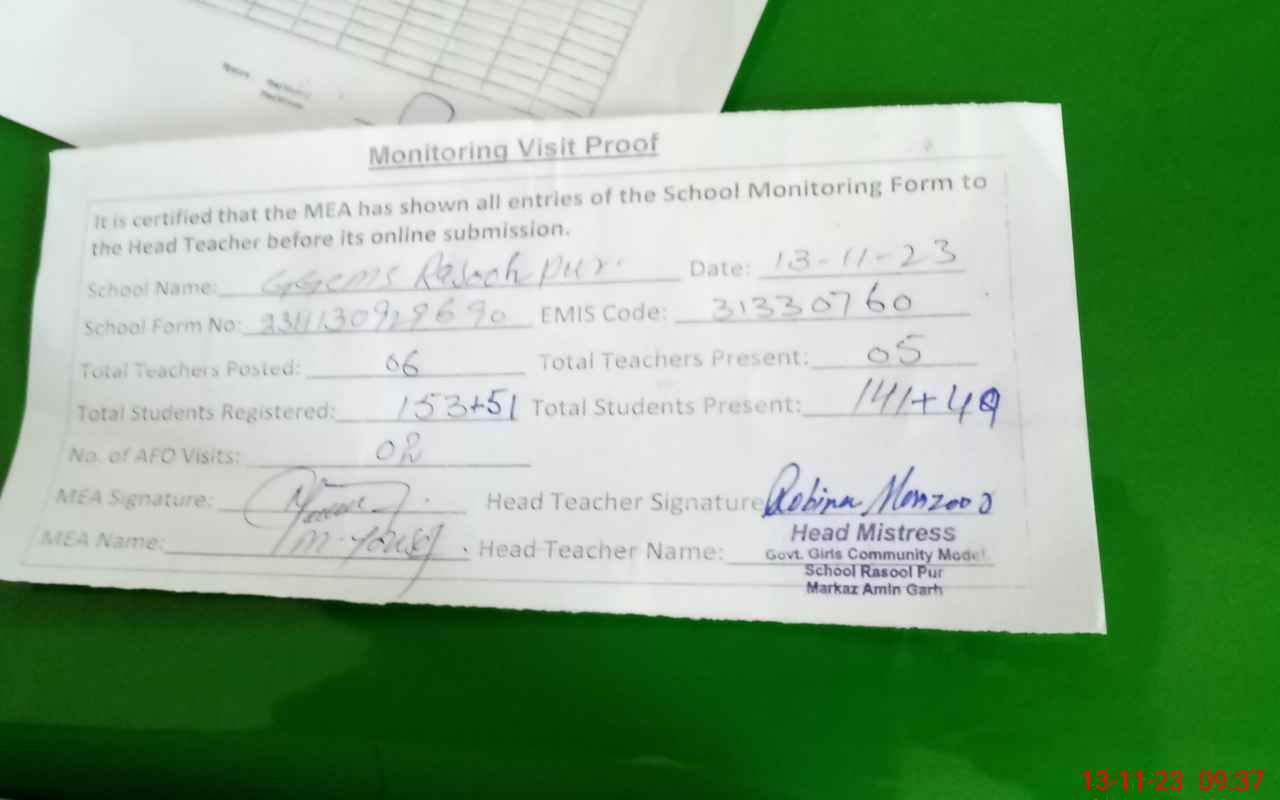 Monitoring Visit Proof
It is certified that the MEA has shown all entries of the School Monitoring Form to
the Head Teacher before its online submission.
School Name: GGCMS Rasool pur. Date: 13-11-23
School Form No: 2311130929690 EMIS Code: 31330760
Total Teachers Posted: 06 Total Teachers Present: 05
Total Students Registered: 153+51 Total Students Present: 141+49
No. of AFO Visits: 02
MEA Signature: Head Teacher Signature Robina Manzoor
MEA Name: M. Yousaf Head Teacher Name:
Head Mistress
Govt. Girls Community Model
School Rasool Pur
Markaz Amin Garh
13-11-23 09:37